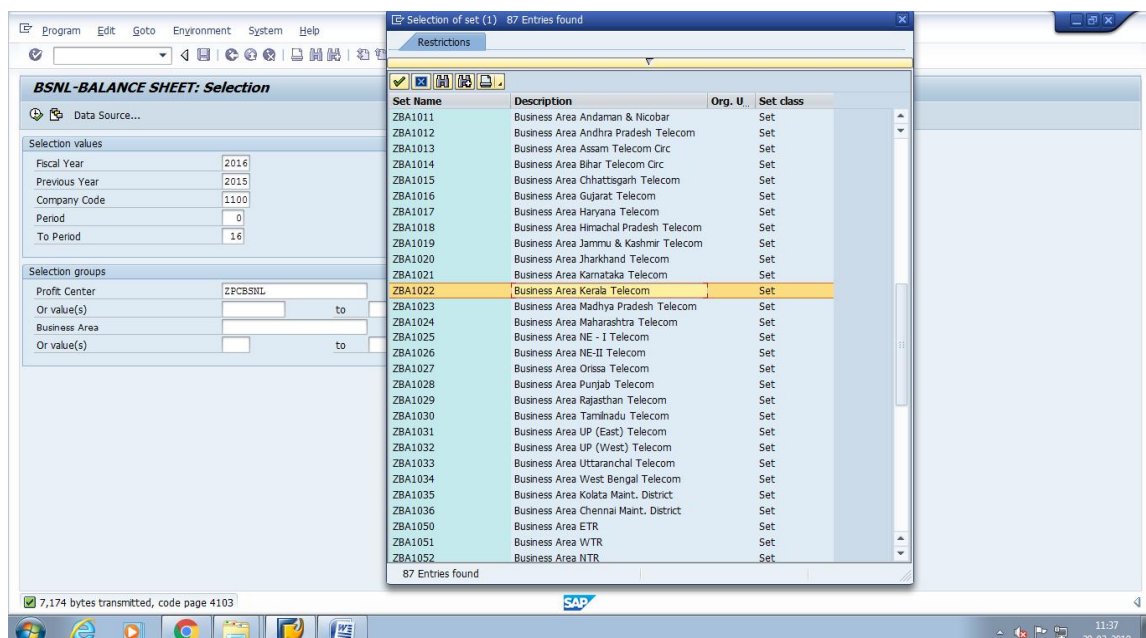 Program Edit Goto Environment System Help
BSNL-BALANCE SHEET: Selection
Data Source...
Selection values
Fiscal Year 2016
Previous Year 2015
Company Code 1100
Period 0
To Period 16
Selection groups
Profit Center ZPCBSNL
Or value(s) to
Business Area
Or value(s) to
Selection of set (1) 87 Entries found
Restrictions
Set Name Description Org. U... Set class
ZBA1011 Business Area Andaman & Nicobar Set
ZBA1012 Business Area Andhra Pradesh Telecom Set
ZBA1013 Business Area Assam Telecom Circ Set
ZBA1014 Business Area Bihar Telecom Circ Set
ZBA1015 Business Area Chhattisgarh Telecom Set
ZBA1016 Business Area Gujarat Telecom Set
ZBA1017 Business Area Haryana Telecom Set
ZBA1018 Business Area Himachal Pradesh Telecom Set
ZBA1019 Business Area Jammu & Kashmir Telecom Set
ZBA1020 Business Area Jharkhand Telecom Set
ZBA1021 Business Area Karnataka Telecom Set
ZBA1022 Business Area Kerala Telecom Set
ZBA1023 Business Area Madhya Pradesh Telecom Set
ZBA1024 Business Area Maharashtra Telecom Set
ZBA1025 Business Area NE - I Telecom Set
ZBA1026 Business Area NE-II Telecom Set
ZBA1027 Business Area Orissa Telecom Set
ZBA1028 Business Area Punjab Telecom Set
ZBA1029 Business Area Rajasthan Telecom Set
ZBA1030 Business Area Tamilnadu Telecom Set
ZBA1031 Business Area UP (East) Telecom Set
ZBA1032 Business Area UP (West) Telecom Set
ZBA1033 Business Area Uttaranchal Telecom Set
ZBA1034 Business Area West Bengal Telecom Set
ZBA1035 Business Area Kolata Maint. District Set
ZBA1036 Business Area Chennai Maint. District Set
ZBA1050 Business Area ETR Set
ZBA1051 Business Area WTR Set
ZBA1052 Business Area NTR Set
87 Entries found
7,174 bytes transmitted, code page 4103
SAP
11:37